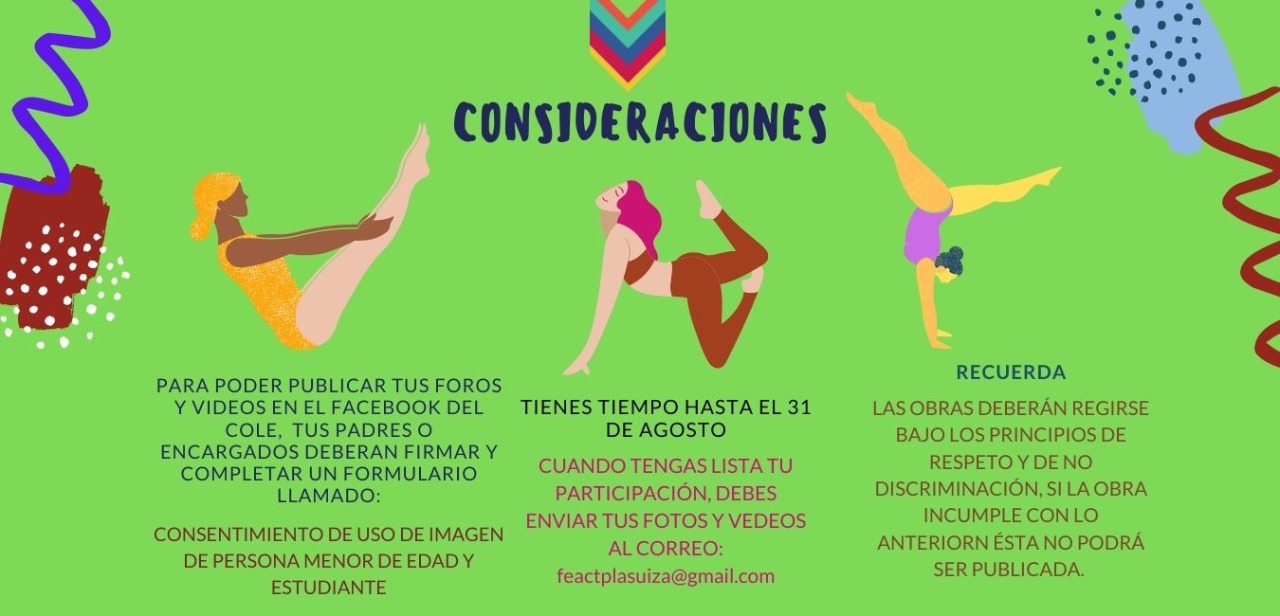 CONSIDERACIONES
PARA PODER PUBLICAR TUS FOROS
Y VIDEOS EN EL FACEBOOK DEL
COLE, TUS PADRES O
ENCARGADOS DEBERAN FIRMAR Y
COMPLETAR UN FORMULARIO
LLAMADO:
CONSENTIMIENTO DE USO DE IMAGEN
DE PERSONA MENOR DE EDAD Y
ESTUDIANTE
TIENES TIEMPO HASTA EL 31
DE AGOSTO
CUANDO TENGAS LISTA TU
PARTICIPACIÓN, DEBES
ENVIAR TUS FOTOS Y VEDEOS
AL CORREO:
feactplasuiza@gmail.com
RECUERDA
LAS OBRAS DEBERÁN REGIRSE
BAJO LOS PRINCIPIOS DE
RESPETO Y DE NO
DISCRIMINACIÓN, SI LA OBRA
INCUMPLE CON LO
ANTERIORN ÉSTA NO PODRÁ
SER PUBLICADA.